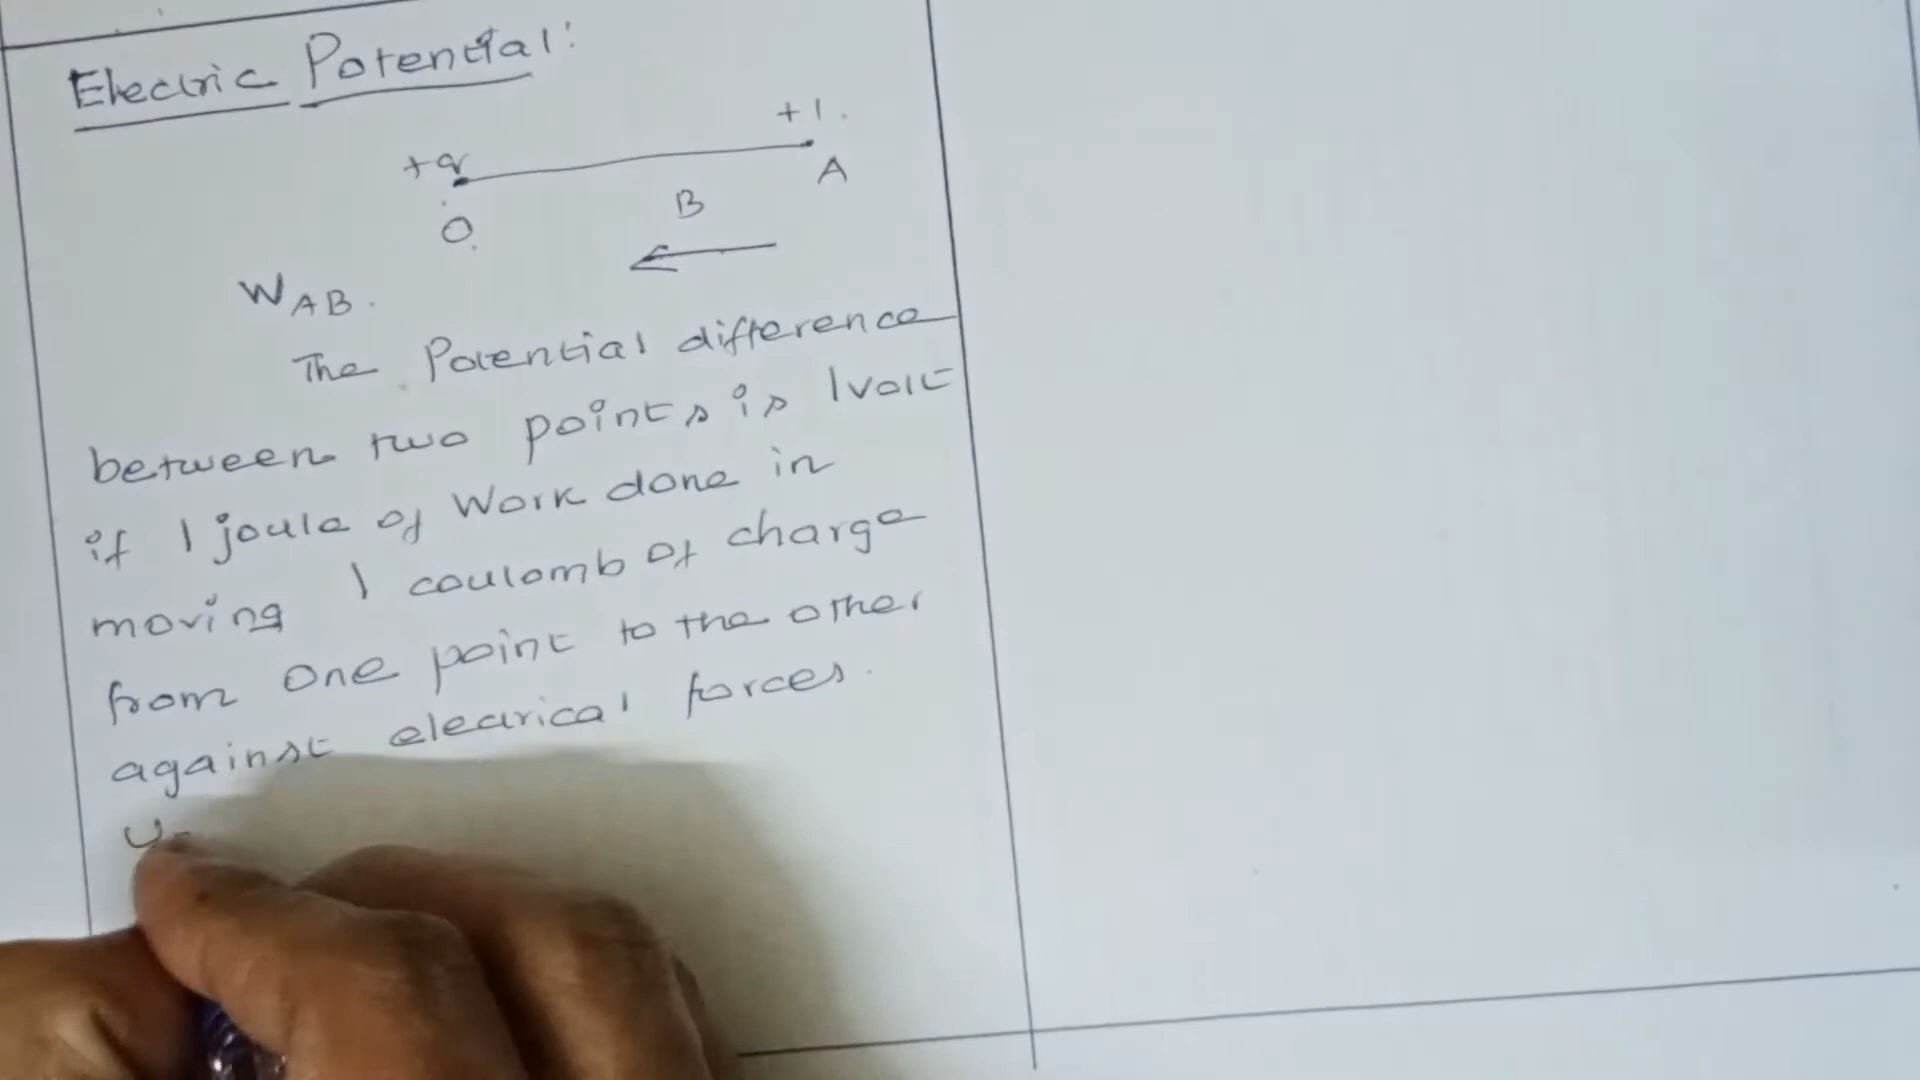 Electric Potential:
+1.
+q
A
B
O
WAB.
The Potential difference
between two points is 1volt
if 1 joule of Work done in
moving 1 coulomb of charge
from one point to the other
against elecrical forces.